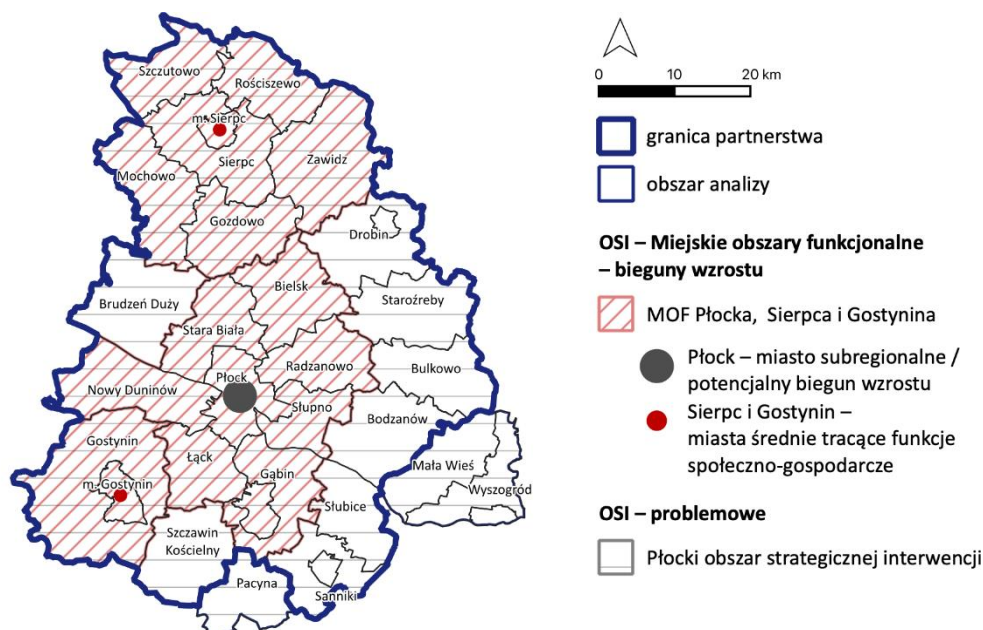 Szczutowo
Rościszewo
m. Sierpc
Sierpc
Zawidz
Mochowo
Gozdowo
Drobin
Bielsk
Staroźreby
Brudzeń Duży
Stara Biała
Radzanowo
Bulkowo
Płock
Nowy Duninów
Słupno
Bodzanów
Gostynin
Łąck
Gąbin
Mała Wieś
m. Gostynin
Wyszogród
Słubice
Szczawin
Kościelny
Pacyna
Sanniki
0 10 20 km
granica partnerstwa
obszar analizy
OSI – Miejskie obszary funkcjonalne
– bieguny wzrostu
MOF Płocka, Sierpca i Gostynina
Płock – miasto subregionalne /
potencjalny biegun wzrostu
Sierpc i Gostynin –
miasta średnie tracące funkcje
społeczno-gospodarcze
OSI – problemowe
Płocki obszar strategicznej interwencji